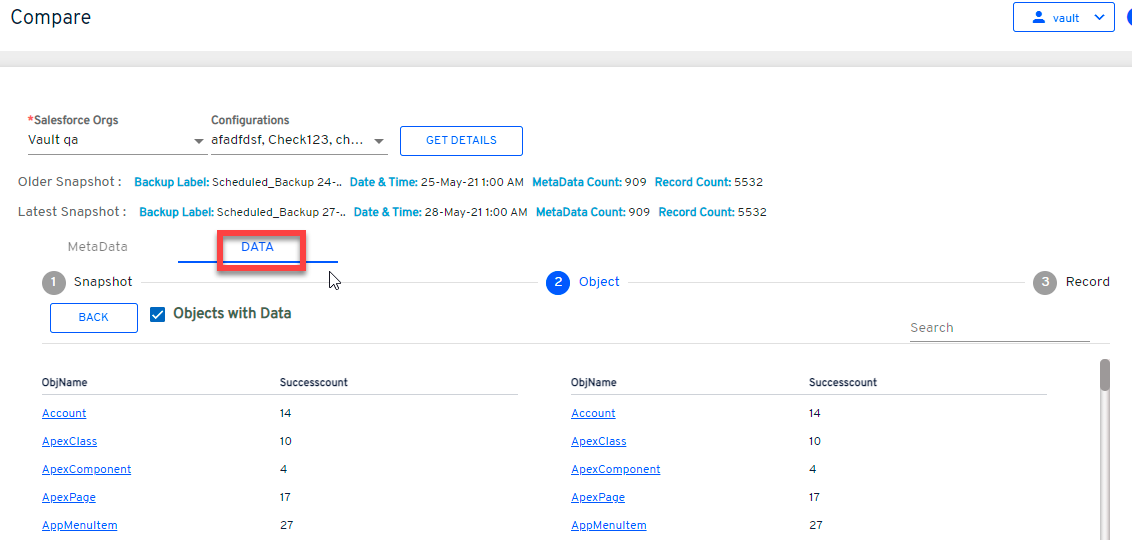 Compare
vault
*Salesforce Orgs Configurations
Vault qa afadfdsf, Check123, ch... GET DETAILS
Older Snapshot : Backup Label: Scheduled_Backup 24-.. Date & Time: 25-May-21 1:00 AM MetaData Count: 909 Record Count: 5532
Latest Snapshot : Backup Label: Scheduled_Backup 27-.. Date & Time: 28-May-21 1:00 AM MetaData Count: 909 Record Count: 5532
MetaData DATA
1 Snapshot 2 Object 3 Record
BACK Objects with Data
Search
ObjName Successcount ObjName Successcount
Account 14 Account 14
ApexClass 10 ApexClass 10
ApexComponent 4 ApexComponent 4
ApexPage 17 ApexPage 17
AppMenuItem 27 AppMenuItem 27